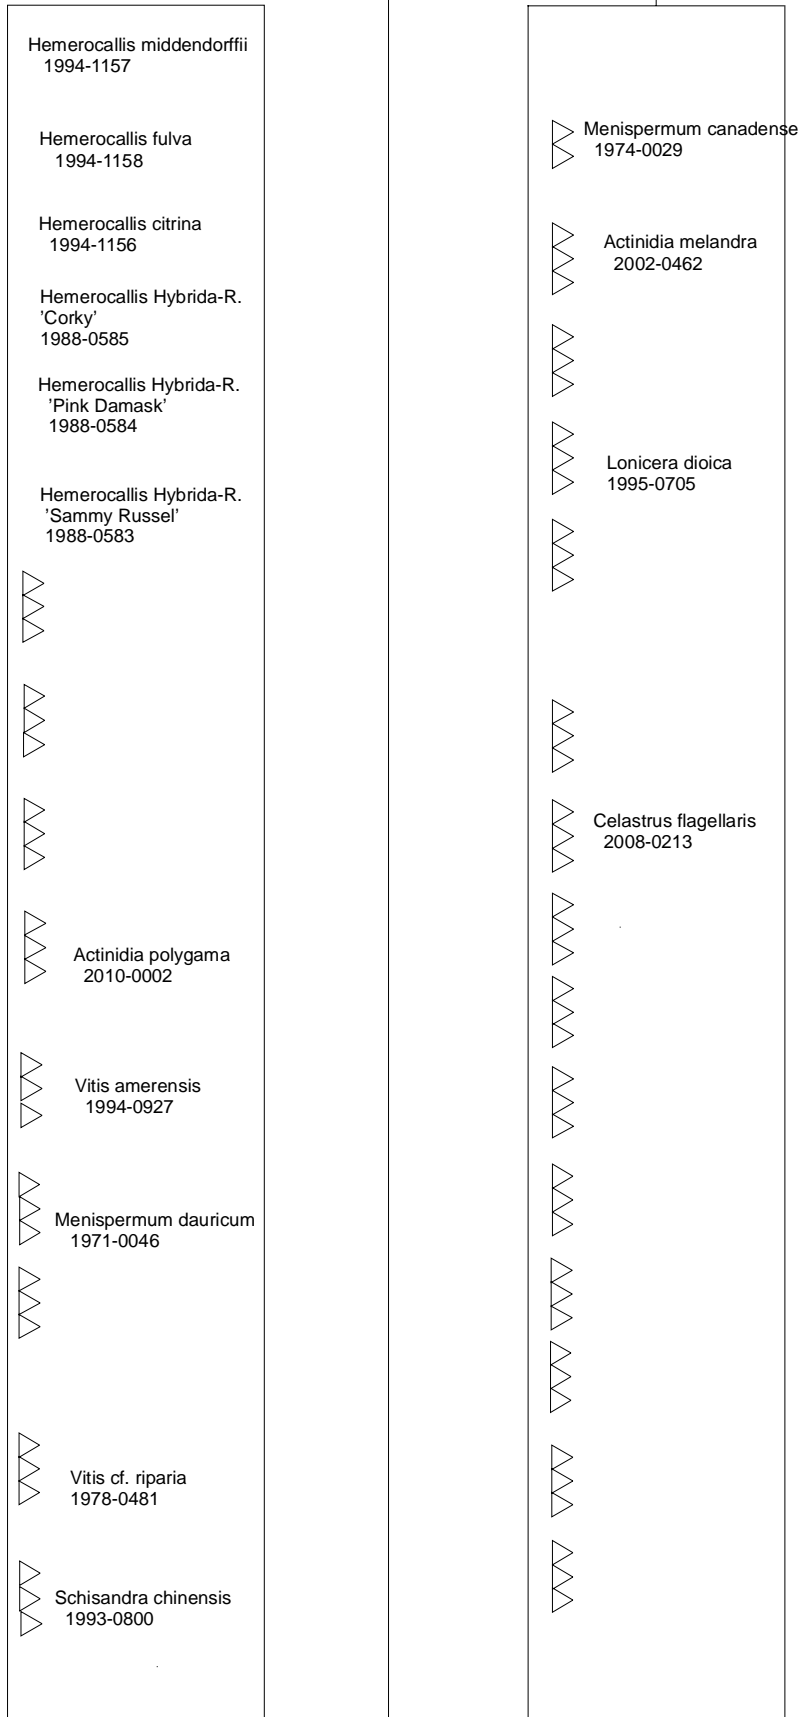 Hemerocallis middendorffii
1994-1157
Hemerocallis fulva
1994-1158
Hemerocallis citrina
1994-1156
Hemerocallis Hybrida-R.
'Corky'
1988-0585
Hemerocallis Hybrida-R.
'Pink Damask'
1988-0584
Hemerocallis Hybrida-R.
'Sammy Russel'
1988-0583
Actinidia polygama
2010-0002
Vitis amerensis
1994-0927
Menispermum dauricum
1971-0046
Vitis cf. riparia
1978-0481
Schisandra chinensis
1993-0800
Menispermum canadense
1974-0029
Actinidia melandra
2002-0462
Lonicera dioica
1995-0705
Celastrus flagellaris
2008-0213